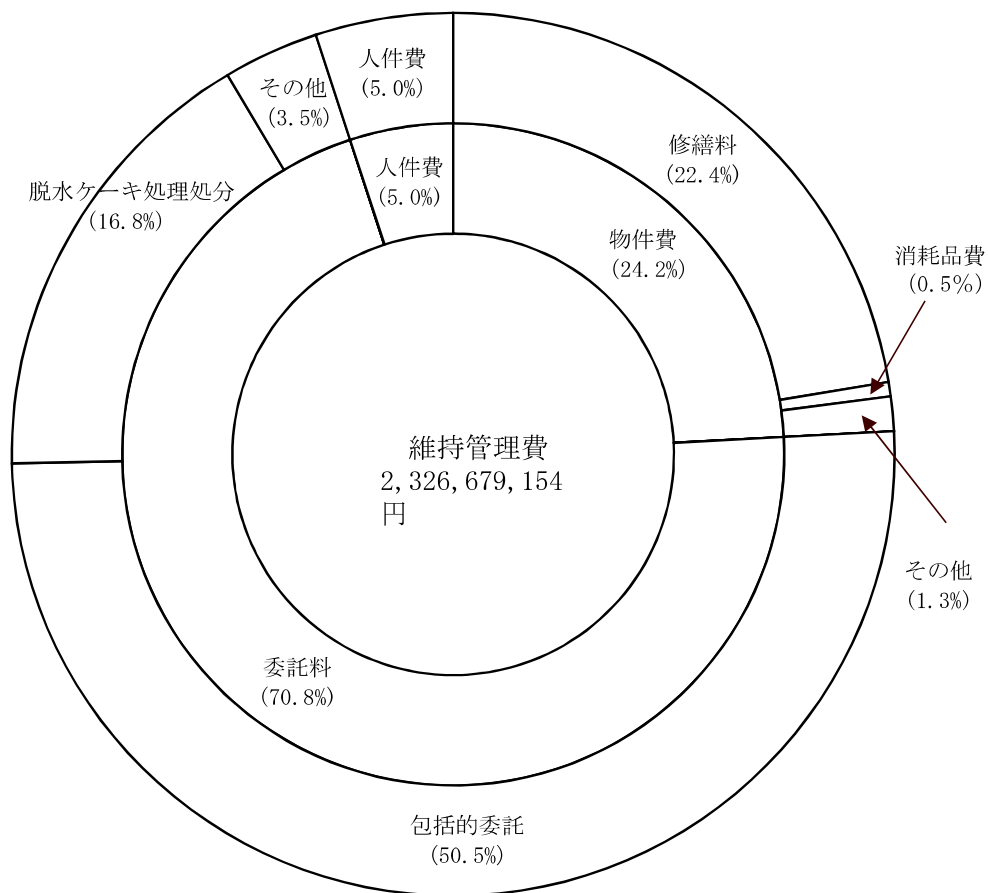 人件費
(5.0%)
その他
(3.5%)
修繕料
(22.4%)
人件費
(5.0%)
脱水ケーキ処理処分
(16.8%)
物件費
(24.2%)
消耗品費
(0.5%)
維持管理費
2,326,679,154
円
その他
(1.3%)
委託料
(70.8%)
包括的委託
(50.5%)